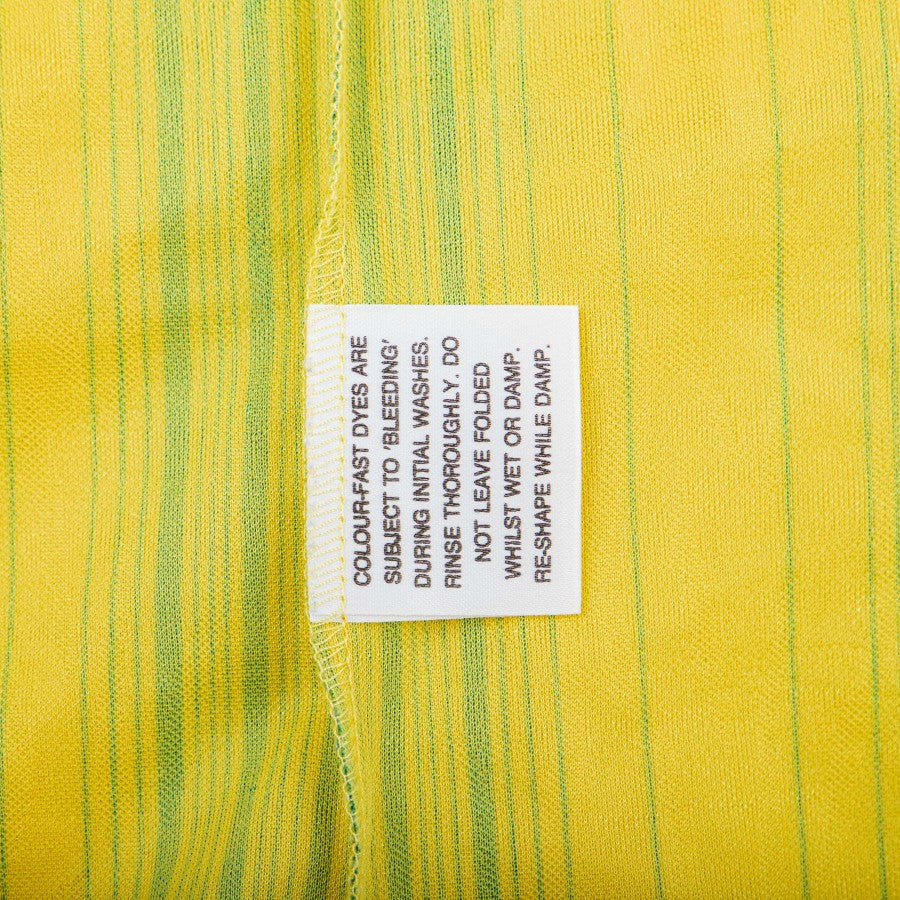 COLOUR-FAST DYES ARE
SUBJECT TO 'BLEEDING'
DURING INITIAL WASHES.
RINSE THOROUGHLY. DO
NOT LEAVE FOLDED
WHILST WET OR DAMP.
RE-SHAPE WHILE DAMP.